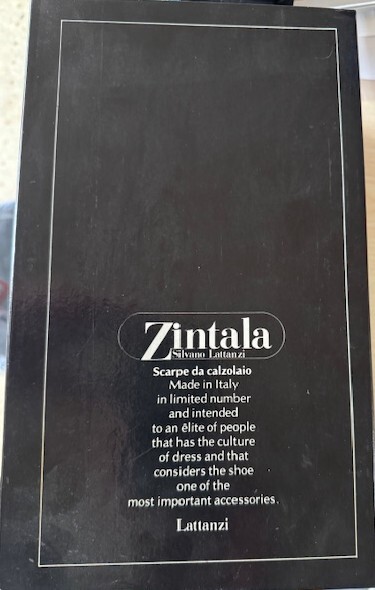 Zintala
Silvano Lattanzi
Scarpe da calzolaio
Made in Italy
in limited number
and intended
to an élite of people
that has the culture
of dress and that
considers the shoe
one of the
most important accessories.
Lattanzi